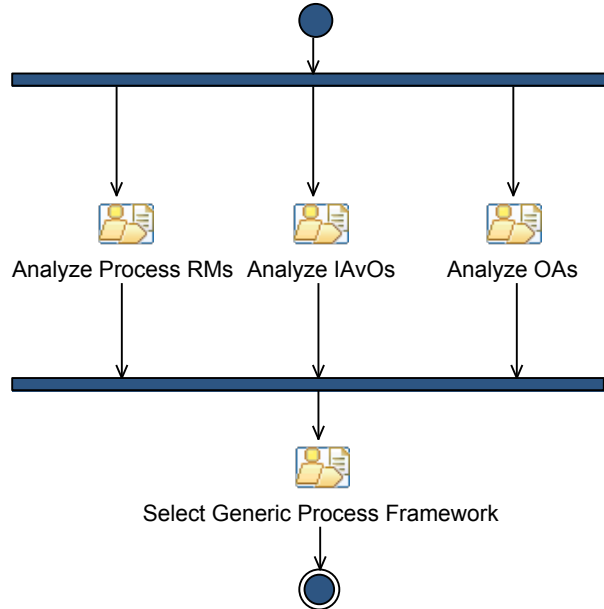 Analyze Process RMs
Analyze IAvOs
Analyze OAs
Select Generic Process Framework